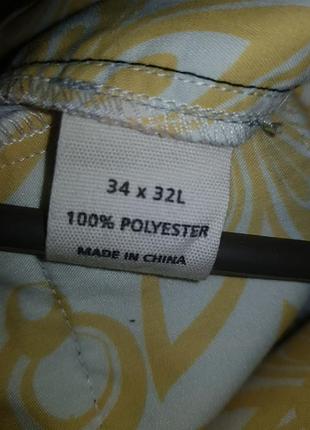 34 x 32L
100% POLYESTER
MADE IN CHINA